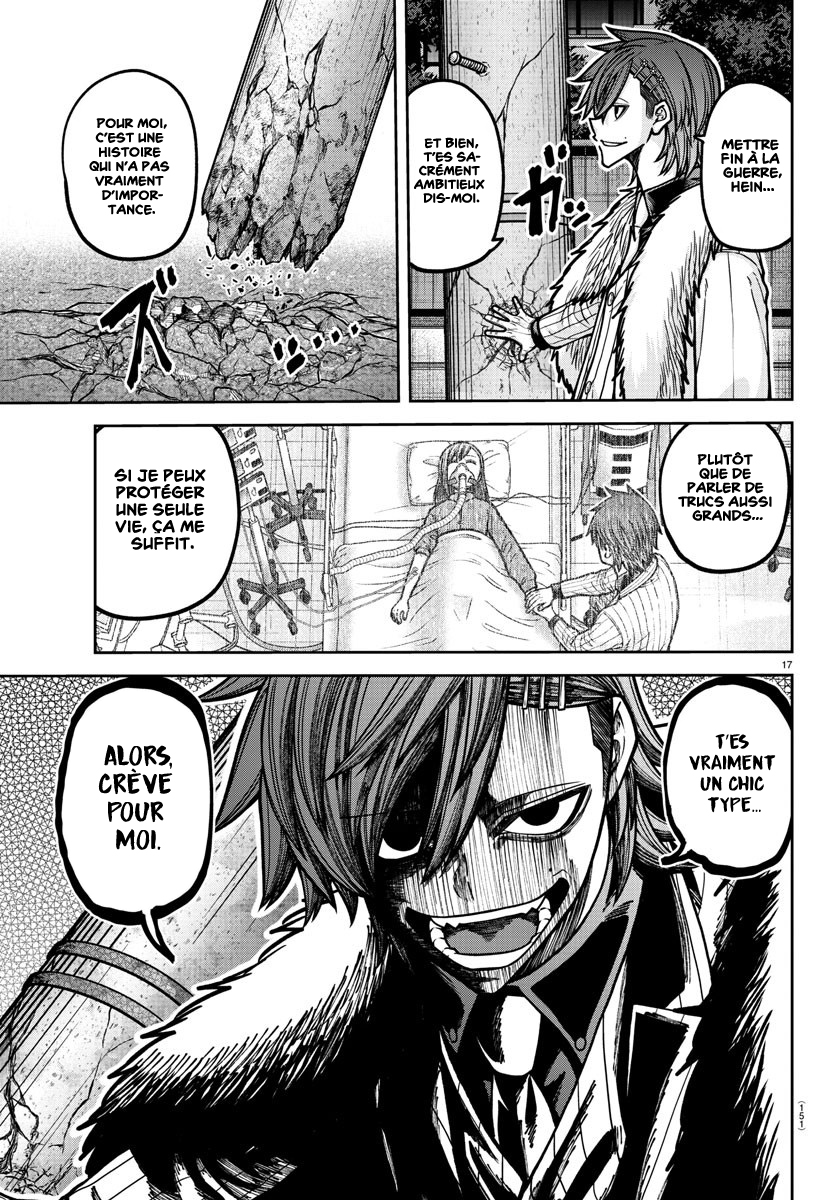 METTRE
FIN À LA
GUERRE,
HEIN...
ET BIEN,
T'ES SA-
CRÉMENT
AMBITIEUX
DIS-MOI.
ガッ
POUR MOI,
C'EST UNE
HISTOIRE
QUI N'A PAS
VRAIMENT
D'IMPOR-
TANCE.
ズ
PLUTÔT
QUE DE
PARLER DE
TRUCS AUSSI
GRANDS...
SI JE PEUX
PROTÉGER
UNE SEULE
VIE, ÇA ME
SUFFIT.
17
T'ES
VRAIMENT
UN CHIC
TYPE...
ALORS,
CRÈVE
POUR
MOI.
(151)